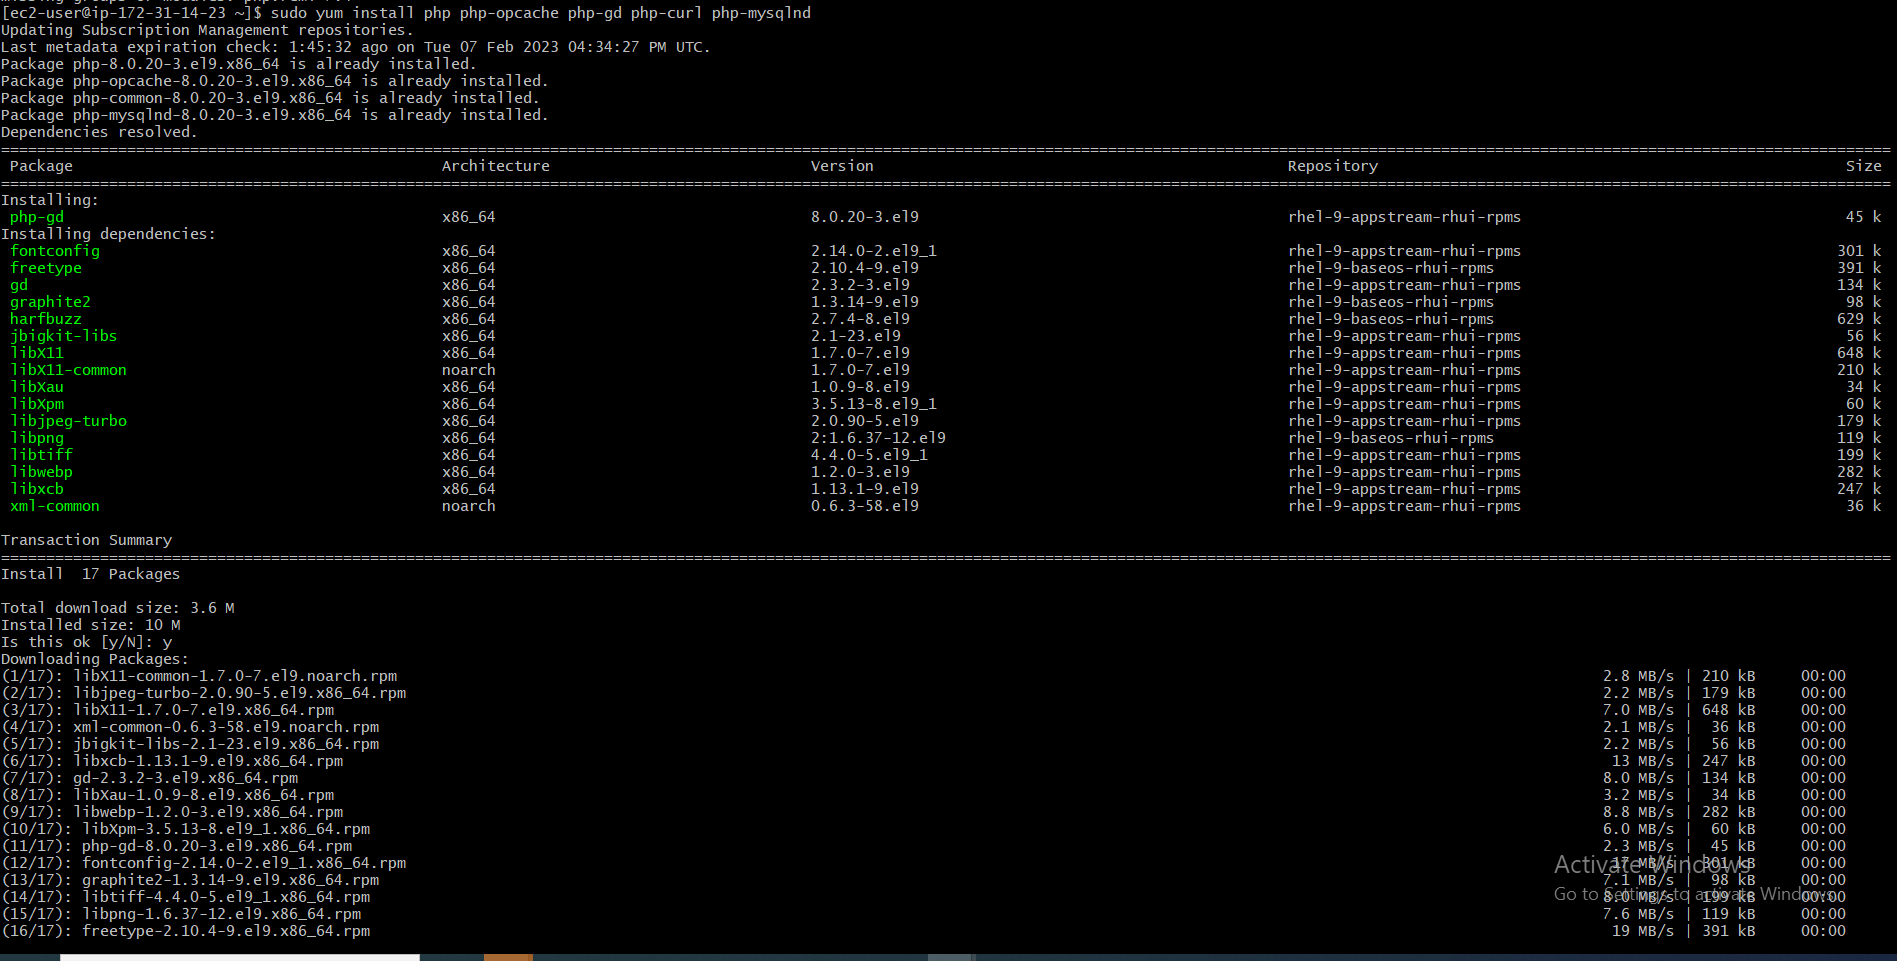 [ec2-user@ip-172-31-14-23 ~]$ sudo yum install php php-opcache php-gd php-curl php-mysqlnd
Updating Subscription Management repositories.
Last metadata expiration check: 1:45:32 ago on Tue 07 Feb 2023 04:34:27 PM UTC.
Package php-8.0.20-3.el9.x86_64 is already installed.
Package php-opcache-8.0.20-3.el9.x86_64 is already installed.
Package php-common-8.0.20-3.el9.x86_64 is already installed.
Package php-mysqlnd-8.0.20-3.el9.x86_64 is already installed.
Dependencies resolved.
Package Architecture Version Repository Size
Installing:
php-gd x86_64 8.0.20-3.el9 rhel-9-appstream-rhui-rpms 45 k
Installing dependencies:
fontconfig x86_64 2.14.0-2.el9_1 rhel-9-appstream-rhui-rpms 301 k
freetype x86_64 2.10.4-9.el9 rhel-9-baseos-rhui-rpms 391 k
gd x86_64 2.3.2-3.el9 rhel-9-appstream-rhui-rpms 134 k
graphite2 x86_64 1.3.14-9.el9 rhel-9-baseos-rhui-rpms 98 k
harfbuzz x86_64 2.7.4-8.el9 rhel-9-baseos-rhui-rpms 629 k
jbigkit-libs x86_64 2.1-23.el9 rhel-9-appstream-rhui-rpms 56 k
libX11 x86_64 1.7.0-7.el9 rhel-9-appstream-rhui-rpms 648 k
libX11-common noarch 1.7.0-7.el9 rhel-9-appstream-rhui-rpms 210 k
libXau x86_64 1.0.9-8.el9 rhel-9-appstream-rhui-rpms 34 k
libXpm x86_64 3.5.13-8.el9_1 rhel-9-appstream-rhui-rpms 60 k
libjpeg-turbo x86_64 2.0.90-5.el9 rhel-9-appstream-rhui-rpms 179 k
libpng x86_64 2:1.6.37-12.el9 rhel-9-baseos-rhui-rpms 119 k
libtiff x86_64 4.4.0-5.el9_1 rhel-9-appstream-rhui-rpms 199 k
libwebp x86_64 1.2.0-3.el9 rhel-9-appstream-rhui-rpms 282 k
libxcb x86_64 1.13.1-9.el9 rhel-9-appstream-rhui-rpms 247 k
xml-common noarch 0.6.3-58.el9 rhel-9-appstream-rhui-rpms 36 k
Transaction Summary
Install 17 Packages
Total download size: 3.6 M
Installed size: 10 M
Is this ok [y/N]: y
Downloading Packages:
(1/17): libX11-common-1.7.0-7.el9.noarch.rpm 2.8 MB/s | 210 kB 00:00
(2/17): libjpeg-turbo-2.0.90-5.el9.x86_64.rpm 2.2 MB/s | 179 kB 00:00
(3/17): libX11-1.7.0-7.el9.x86_64.rpm 7.0 MB/s | 648 kB 00:00
(4/17): xml-common-0.6.3-58.el9.noarch.rpm 2.1 MB/s | 36 kB 00:00
(5/17): jbigkit-libs-2.1-23.el9.x86_64.rpm 2.2 MB/s | 56 kB 00:00
(6/17): libxcb-1.13.1-9.el9.x86_64.rpm 13 MB/s | 247 kB 00:00
(7/17): gd-2.3.2-3.el9.x86_64.rpm 8.0 MB/s | 134 kB 00:00
(8/17): libXau-1.0.9-8.el9.x86_64.rpm 3.2 MB/s | 34 kB 00:00
(9/17): libwebp-1.2.0-3.el9.x86_64.rpm 8.8 MB/s | 282 kB 00:00
(10/17): libXpm-3.5.13-8.el9_1.x86_64.rpm 6.0 MB/s | 60 kB 00:00
(11/17): php-gd-8.0.20-3.el9.x86_64.rpm 2.3 MB/s | 45 kB 00:00
(12/17): fontconfig-2.14.0-2.el9_1.x86_64.rpm 17 MB/s | 301 kB 00:00
Activate Windows
(13/17): graphite2-1.3.14-9.el9.x86_64.rpm 7.1 MB/s | 98 kB 00:00
(14/17): libtiff-4.4.0-5.el9_1.x86_64.rpm 8.0 MB/s | 199 kB 00:00
Go to Settings to activate Windows.
(15/17): libpng-1.6.37-12.el9.x86_64.rpm 7.6 MB/s | 119 kB 00:00
(16/17): freetype-2.10.4-9.el9.x86_64.rpm 19 MB/s | 391 kB 00:00